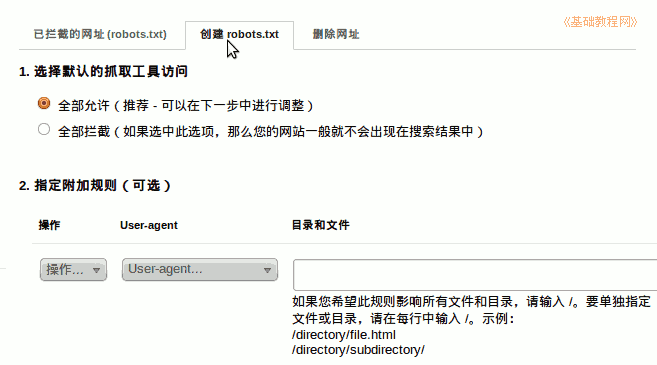 《基础教程网》
已拦截的网址 (robots.txt) 创建 robots.txt 删除网址
1. 选择默认的抓取工具访问
全部允许（推荐 - 可以在下一步中进行调整）
全部拦截（如果选中此选项，那么您的网站一般就不会出现在搜索结果中）
2. 指定附加规则（可选）
操作 User-agent 目录和文件
操作... User-agent...
如果您希望此规则影响所有文件和目录，请输入 /。要单独指定
文件或目录，请在每行中输入 /。示例：
/directory/file.html
/directory/subdirectory/